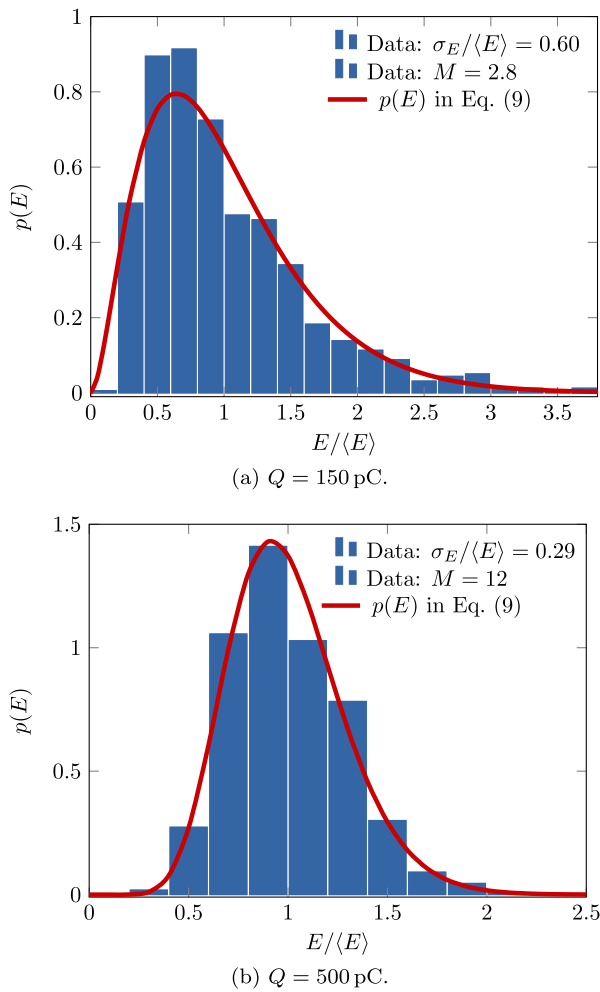 1
0.8
0.6
0.4
0.2
0
p(E)
Data: σ_E/⟨E⟩ = 0.60
Data: M = 2.8
p(E) in Eq. (9)
0 0.5 1 1.5 2 2.5 3 3.5
E/⟨E⟩
(a) Q = 150 pC.
1.5
1
0.5
0
p(E)
Data: σ_E/⟨E⟩ = 0.29
Data: M = 12
p(E) in Eq. (9)
0 0.5 1 1.5 2 2.5
E/⟨E⟩
(b) Q = 500 pC.